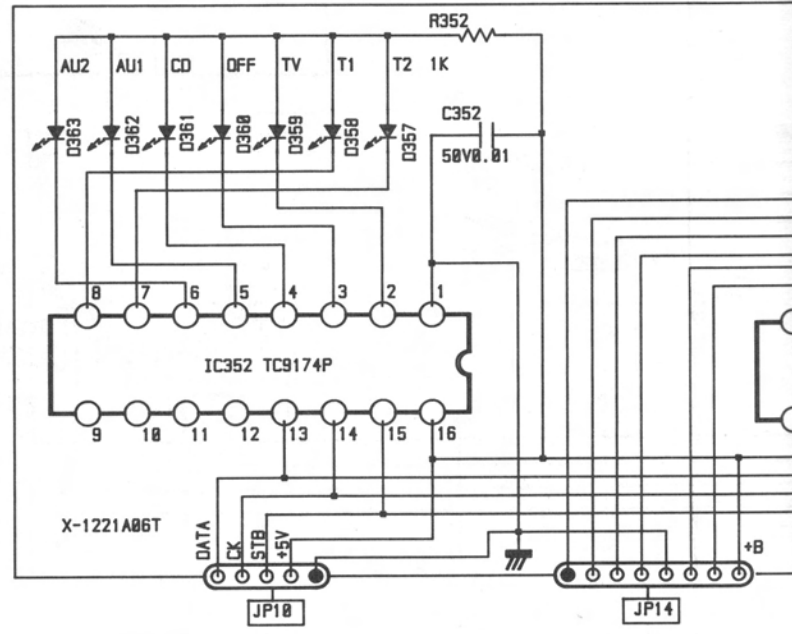 R352
AU2 AU1 CD OFF TV T1 T2 1K
C352
D363 D362 D361 D360 D359 D358 D357
50V0.01
8 7 6 5 4 3 2 1
IC352 TC9174P
9 10 11 12 13 14 15 16
X-1221A06T
DATA CK STB +5V
+B
JP10 JP14